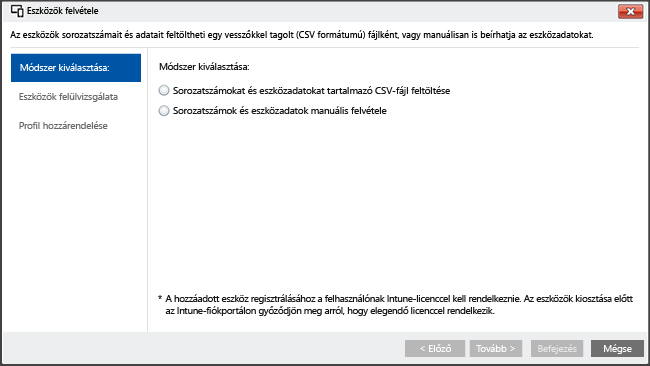 Eszközök felvétele
Az eszközök sorozatszámait és adatait feltöltheti egy vesszőkkel tagolt (CSV formátumú) fájlként, vagy manuálisan is beírhatja az eszközadatokat.
Módszer kiválasztása:
Eszközök felülvizsgálata
Profil hozzárendelése
Módszer kiválasztása:
Sorozatszámokat és eszközadatokat tartalmazó CSV-fájl feltöltése
Sorozatszámok és eszközadatok manuális felvétele
* A hozzáadott eszköz regisztrálásához a felhasználónak Intune-licenccel kell rendelkeznie. Az eszközök kiosztása előtt
az Intune-fiókportálon győződjön meg arról, hogy elegendő licenccel rendelkezik.
< Előző
Tovább >
Befejezés
Mégse